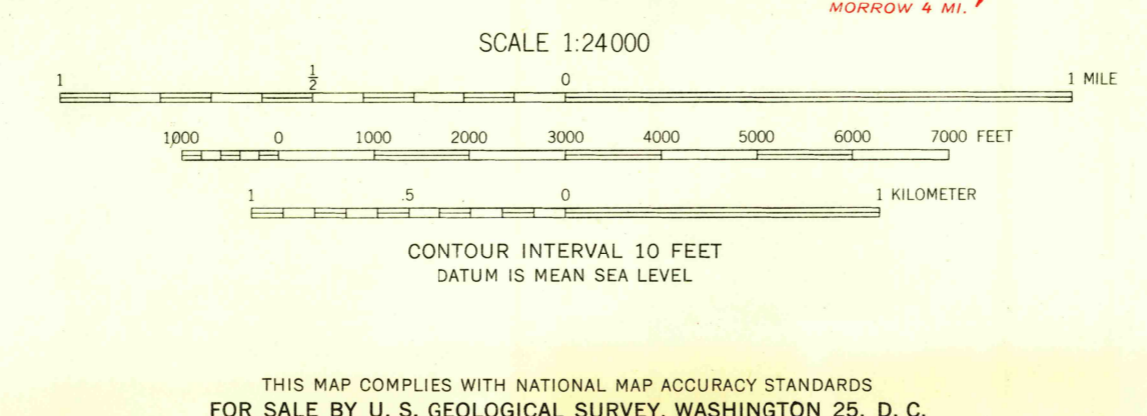 MORROW 4 MI.
SCALE 1:24000
1 ½ 0 1 MILE
1000 0 1000 2000 3000 4000 5000 6000 7000 FEET
1 .5 0 1 KILOMETER
CONTOUR INTERVAL 10 FEET
DATUM IS MEAN SEA LEVEL
THIS MAP COMPLIES WITH NATIONAL MAP ACCURACY STANDARDS
FOR SALE BY U. S. GEOLOGICAL SURVEY, WASHINGTON 25, D. C.